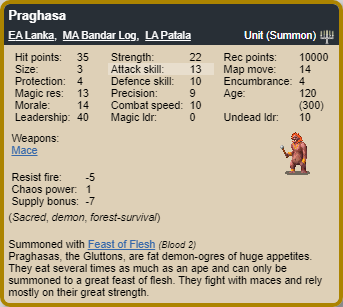 Praghasa
EA Lanka, MA Bandar Log, LA Patala Unit (Summon)
Hit points: 35 Strength: 22 Rec points: 10000
Size: 3 Attack skill: 13 Map move: 14
Protection: 4 Defence skill: 10 Encumbrance: 4
Magic res: 13 Precision: 9 Age: 120
Morale: 14 Combat speed: 10 (300)
Leadership: 40 Magic ldr: 0 Undead ldr: 10
Weapons:
Mace
Resist fire: -5
Chaos power: 1
Supply bonus: -7
(Sacred, demon, forest-survival)
Summoned with Feast of Flesh (Blood 2)
Praghasas, the Gluttons, are fat demon-ogres of huge appetites.
They eat several times as much as an ape and can only be
summoned to a great feast of flesh. They fight with maces and rely
mostly on their great strength.